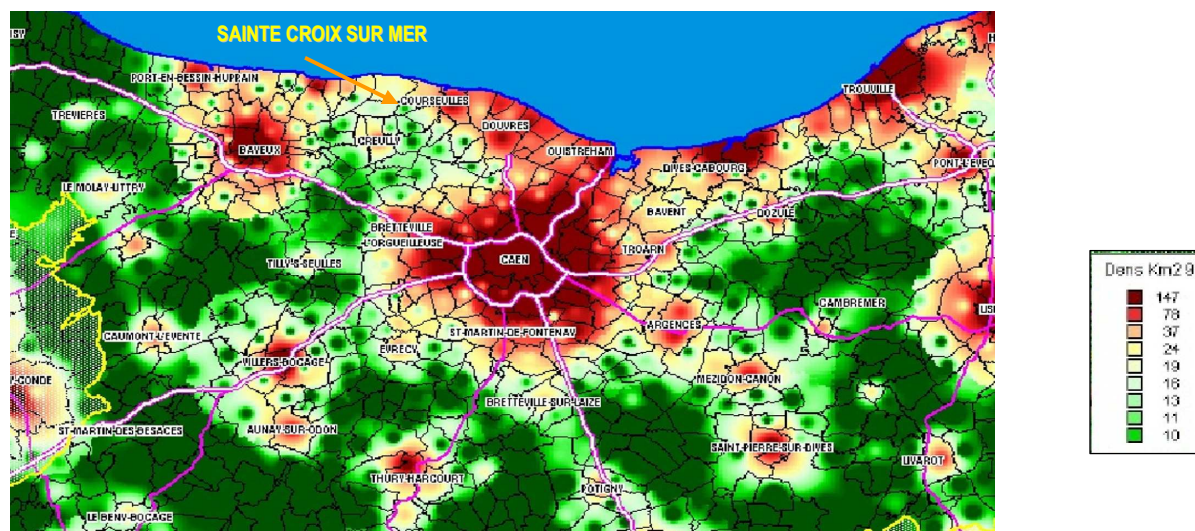 SAINTE CROIX SUR MER
PORT-EN-BESSIN-HUPPAIN
COURSEULLES
TREVIERES
TROUVILLE
DOUVRES
CREULLY
BAYEUX
OUISTREHAM
PONT-L'EVEQ
DIVES-CABOURG
LE MOLAY-LITTRY
BAVENT
DOZULE
BRETTEVILLE
L'ORGUEILLEUSE
TROARN
CAEN
TILLY-S-SEULLES
CAMBREMER
LISI
ST-MARTIN-DE-FONTENAY
ARGENCES
CAUMONT-L'EVENTE
EVRECY
VILLERS-BOCAGE
Y-CONDE
MEZIDON-CANON
BRETTEVILLE-SUR-LAIZE
ST-MARTIN-DES-BESACES
AUNAY-SUR-ODON
SAINT-PIERRE-SUR-DIVES
LIVAROT
THURY-HARCOURT
POTIGNY
LE BENY-BOCAGE
Dens Km2 9
147
78
37
24
19
16
13
11
10